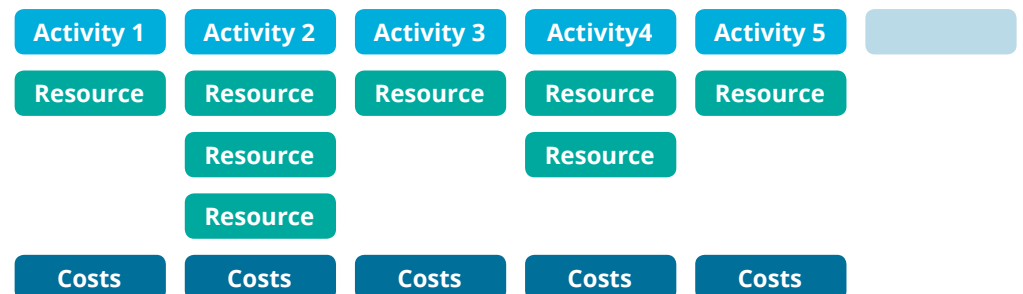 Activity 1 Activity 2 Activity 3 Activity4 Activity 5
Resource Resource Resource Resource Resource
Resource Resource
Resource
Costs Costs Costs Costs Costs